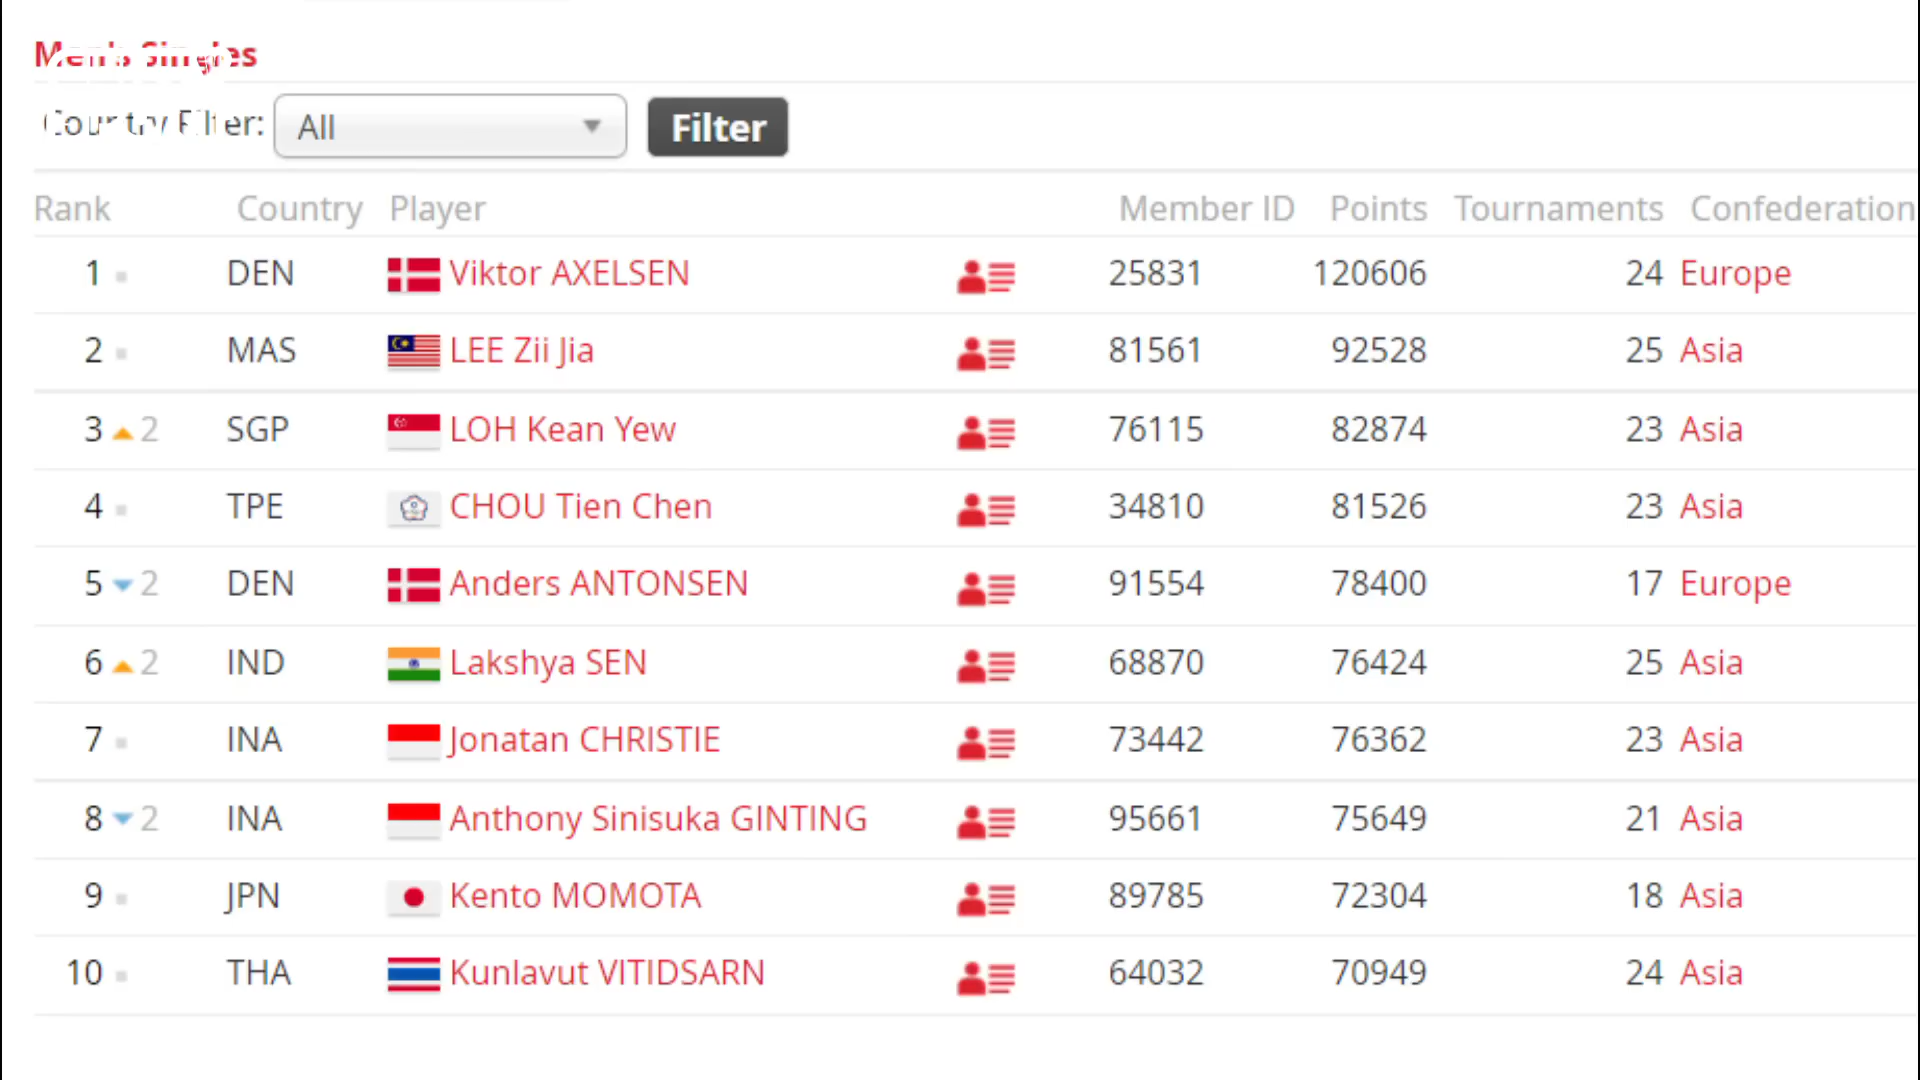 Men's Singles
Country Filter: All Filter
Rank Country Player Member ID Points Tournaments Confederation
1 DEN Viktor AXELSEN 25831 120606 24 Europe
2 MAS LEE Zii Jia 81561 92528 25 Asia
3 2 SGP LOH Kean Yew 76115 82874 23 Asia
4 TPE CHOU Tien Chen 34810 81526 23 Asia
5 2 DEN Anders ANTONSEN 91554 78400 17 Europe
6 2 IND Lakshya SEN 68870 76424 25 Asia
7 INA Jonatan CHRISTIE 73442 76362 23 Asia
8 2 INA Anthony Sinisuka GINTING 95661 75649 21 Asia
9 JPN Kento MOMOTA 89785 72304 18 Asia
10 THA Kunlavut VITIDSARN 64032 70949 24 Asia